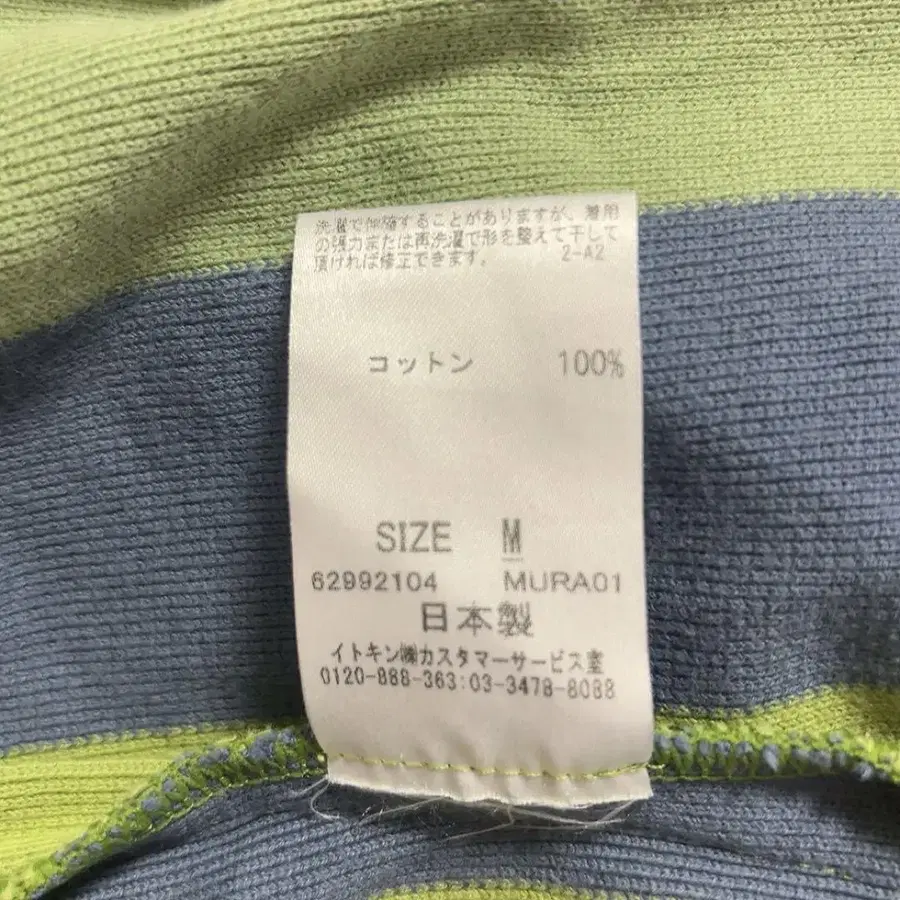 洗濯で伸縮することがありますが、着用
の張力または再洗濯で形を整えて干して
頂ければ修正できます。 2-A2
コットン 100%
SIZE M
62992104 MURA01
日本製
イトキン㈱カスタマーサービス室
0120-888-363:03-3478-8088